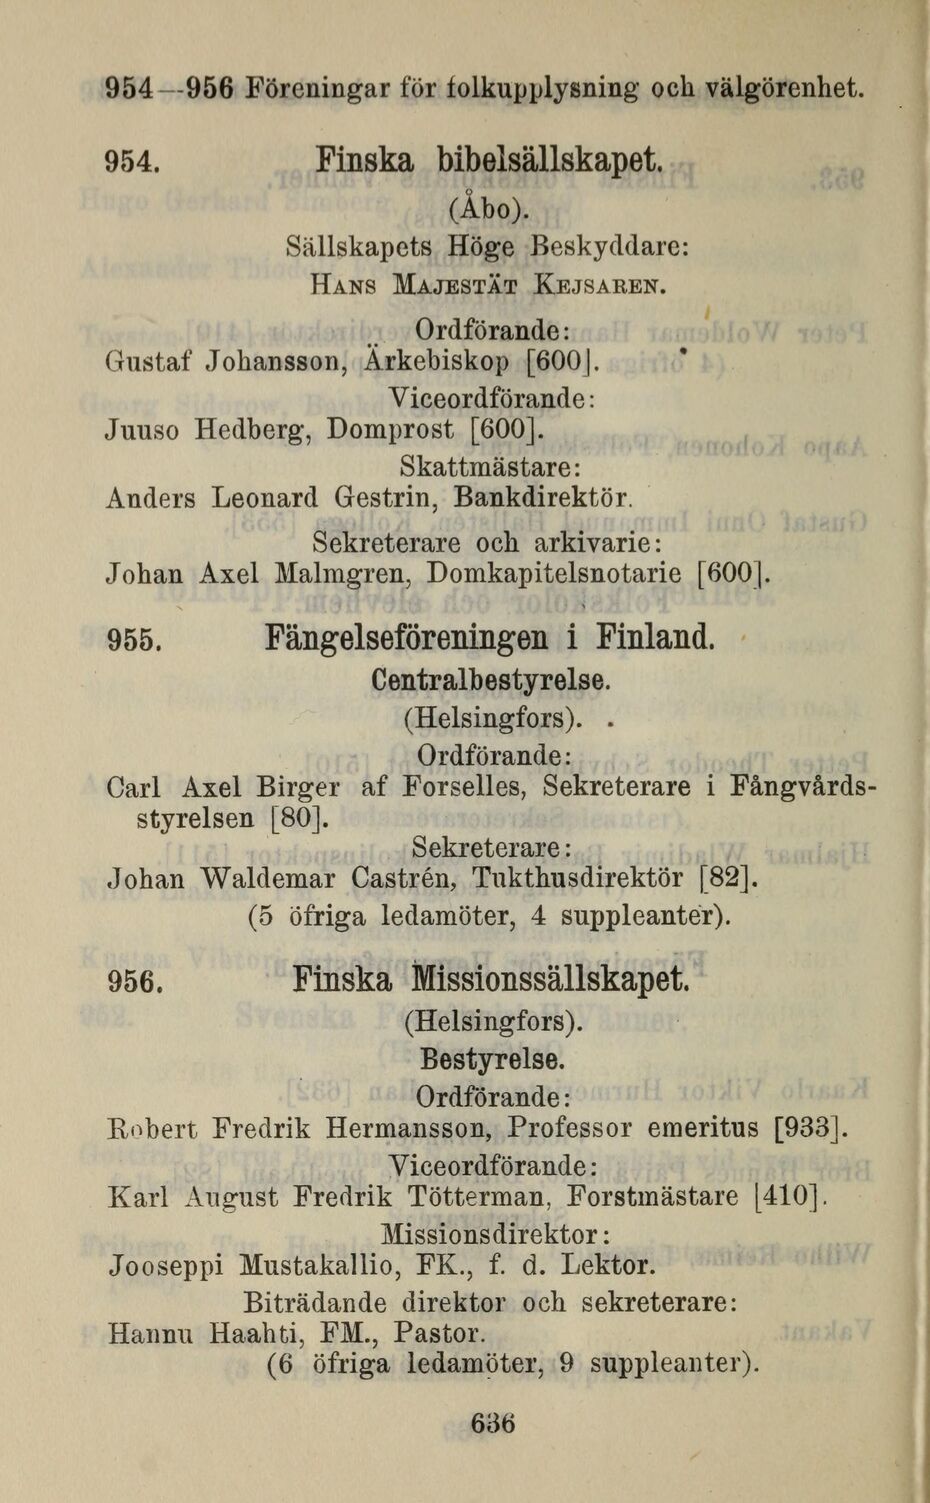 954—956 Föreningar för folkupplysning och välgörenhet.
954. Finska bibelsällskapet.
(Åbo).
Sällskapets Höge Beskyddare:
HANS MAJESTÄT KEJSAREN.
Ordförande:
Gustaf Johansson, Ärkebiskop [600].
Viceordförande:
Juuso Hedberg, Domprost [600].
Skattmästare:
Anders Leonard Gestrin, Bankdirektör.
Sekreterare och arkivarie:
Johan Axel Malmgren, Domkapitelsnotarie [600].
955. Fängelseföreningen i Finland.
Centralbestyrelse.
(Helsingfors).
Ordförande:
Carl Axel Birger af Forselles, Sekreterare i Fångvårds-
styrelsen [80].
Sekreterare:
Johan Waldemar Castrén, Tukthusdirektör [82].
(5 öfriga ledamöter, 4 suppleanter).
956. Finska Missionssällskapet.
(Helsingfors).
Bestyrelse.
Ordförande:
Robert Fredrik Hermansson, Professor emeritus [933].
Viceordförande:
Karl August Fredrik Tötterman, Forstmästare [410].
Missionsdirektor:
Jooseppi Mustakallio, FK., f. d. Lektor.
Biträdande direktor och sekreterare:
Hannu Haahti, FM., Pastor.
(6 öfriga ledamöter, 9 suppleanter).
636